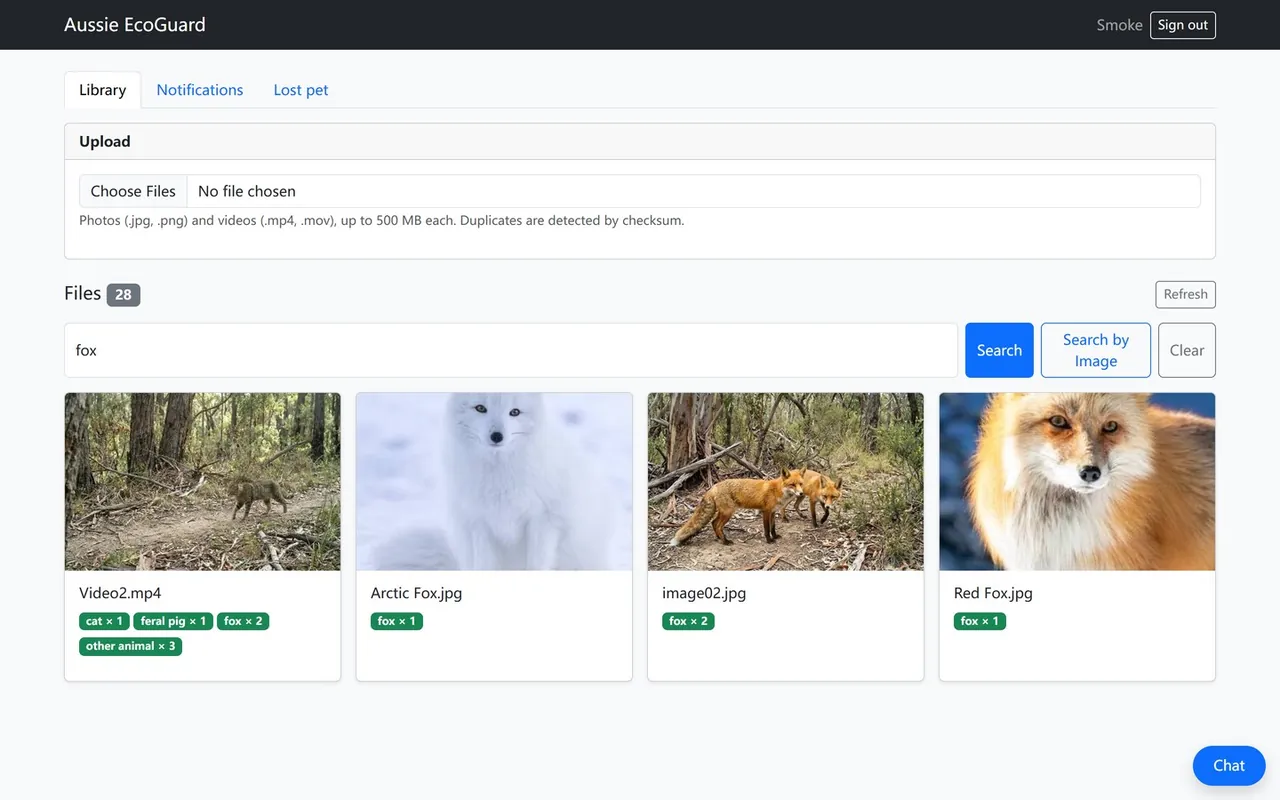 Aussie EcoGuard
Smoke
Sign out
Library
Notifications
Lost pet
Upload
Choose Files
No file chosen
Photos (.jpg, .png) and videos (.mp4, .mov), up to 500 MB each. Duplicates are detected by checksum.
Files 28
Refresh
fox
Search
Search by
Image
Clear
Video2.mp4
cat × 1
feral pig × 1
fox × 2
other animal × 3
Arctic Fox.jpg
fox × 1
image02.jpg
fox × 2
Red Fox.jpg
fox × 1
Chat